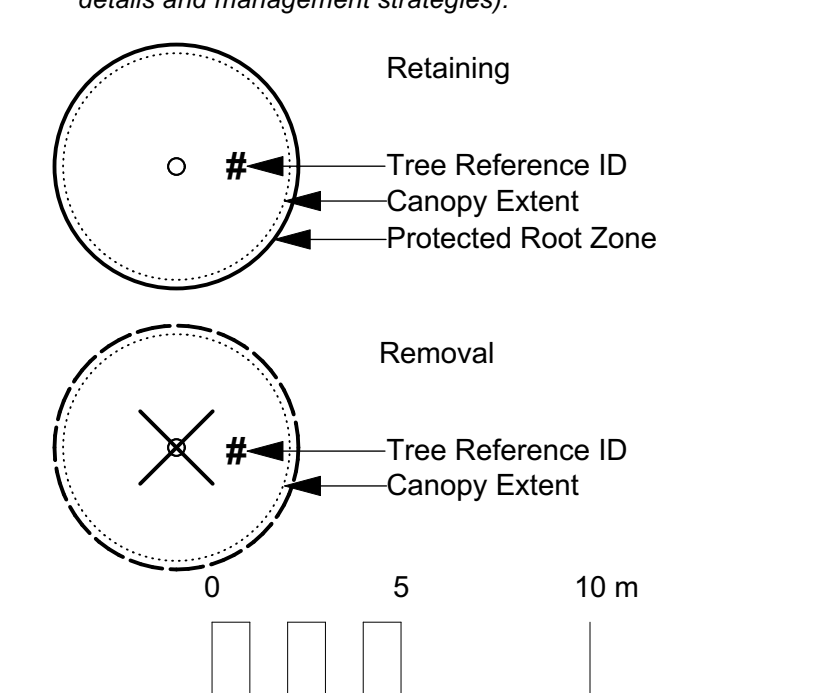 details and management strategies).
Retaining
#
Tree Reference ID
Canopy Extent
Protected Root Zone
Removal
#
Tree Reference ID
Canopy Extent
0 5 10 m